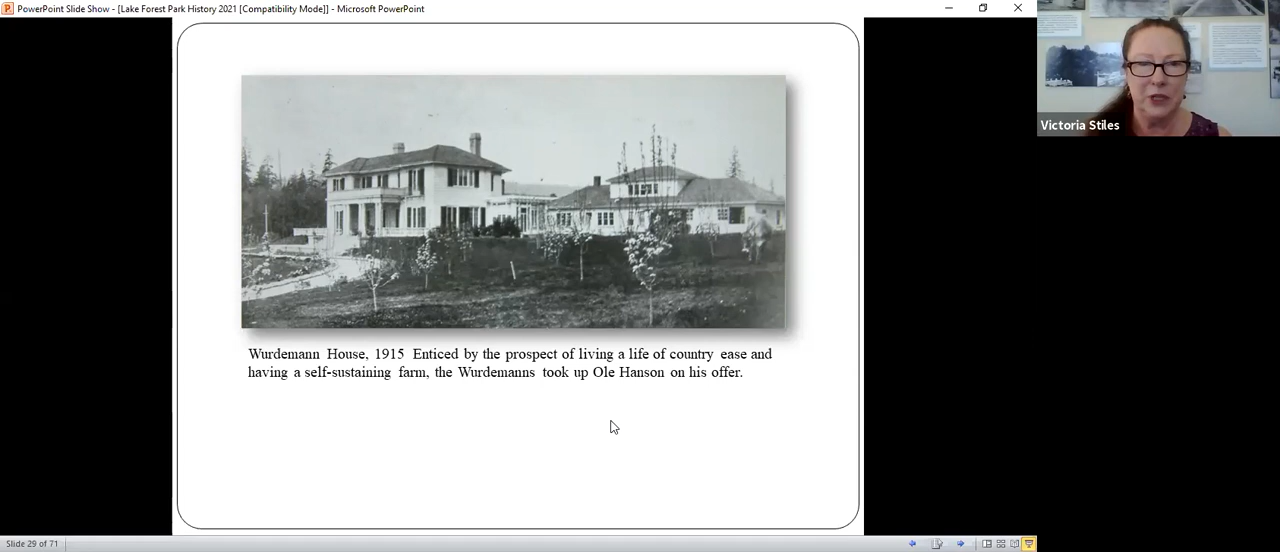 PowerPoint Slide Show - [Lake Forest Park History 2021 [Compatibility Mode]] - Microsoft PowerPoint
Victoria Stiles
Wurdemann House, 1915 Enticed by the prospect of living a life of country ease and
having a self-sustaining farm, the Wurdemanns took up Ole Hanson on his offer.
Slide 29 of 71